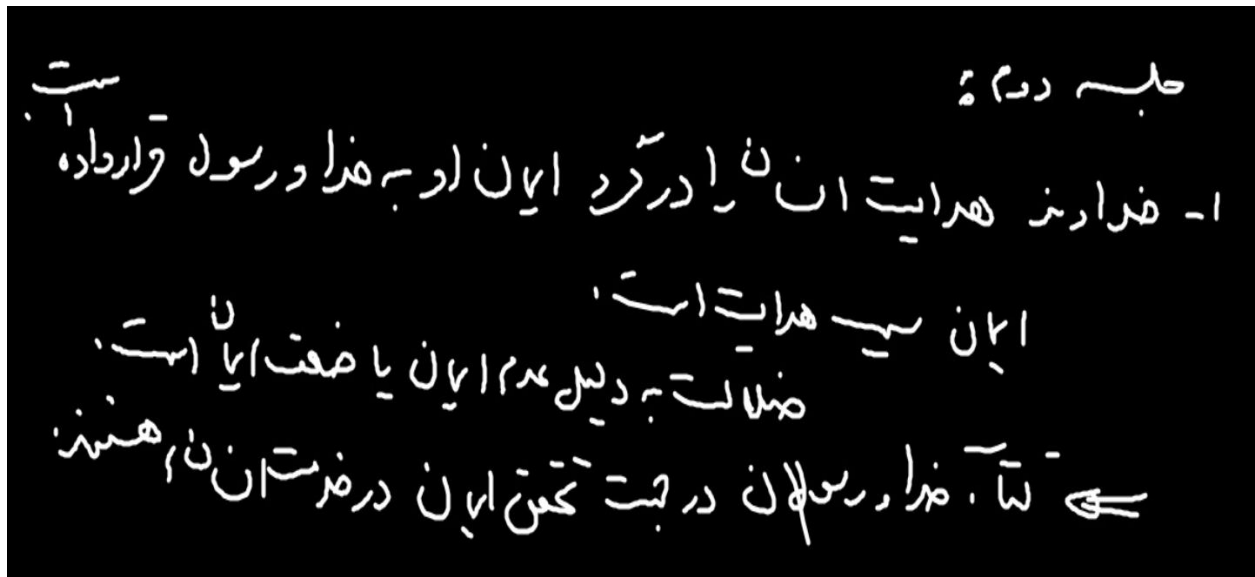 جلسه دوم:
۱- خداوند هدایت انسان را در گرو ایمان او به خدا و رسول قرار داده است.
ایمان سبب هدایت است.
ضلالت به دلیل عدم ایمان یا ضعف ایمان است.
⇐ کتاب خدا و رسولان در جهت تحقق ایمان در خدمت انسان‌ها هستند.